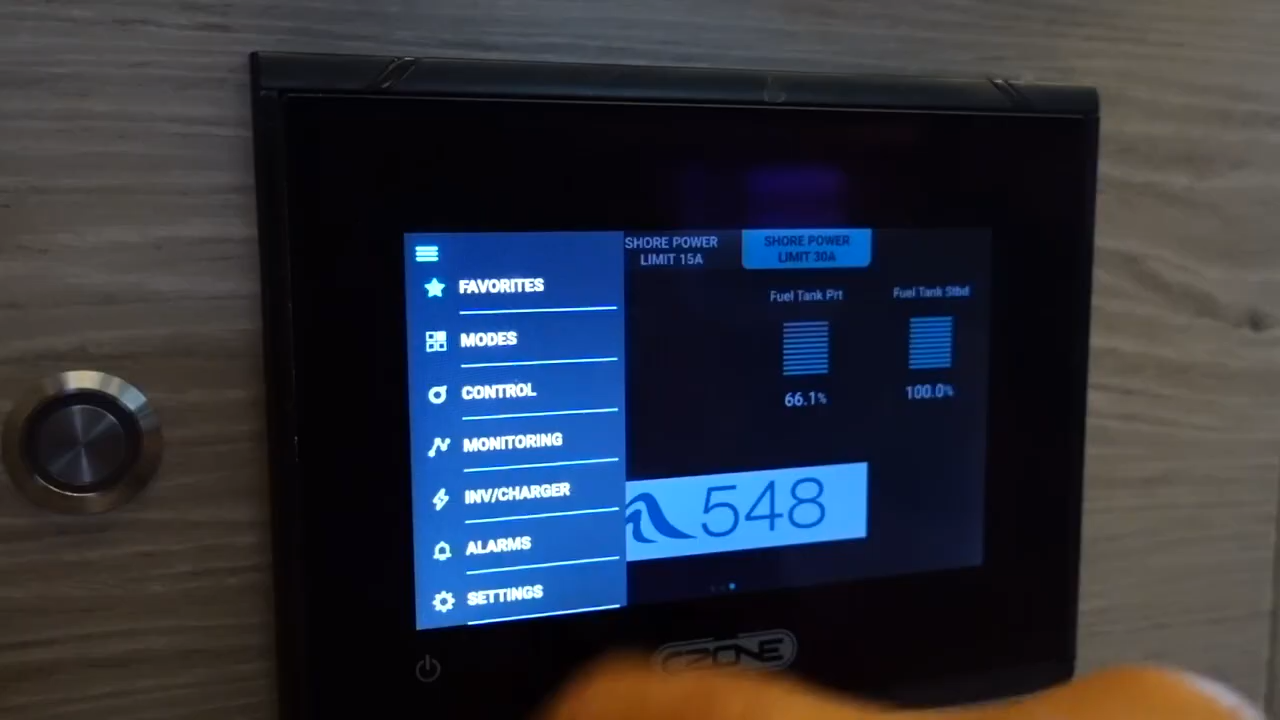 SHORE POWER
LIMIT 15A
SHORE POWER
LIMIT 30A
FAVORITES
MODES
CONTROL
MONITORING
INV/CHARGER
ALARMS
SETTINGS
Fuel Tank Prt
66.1%
Fuel Tank Stbd
100.0%
548
CZONE